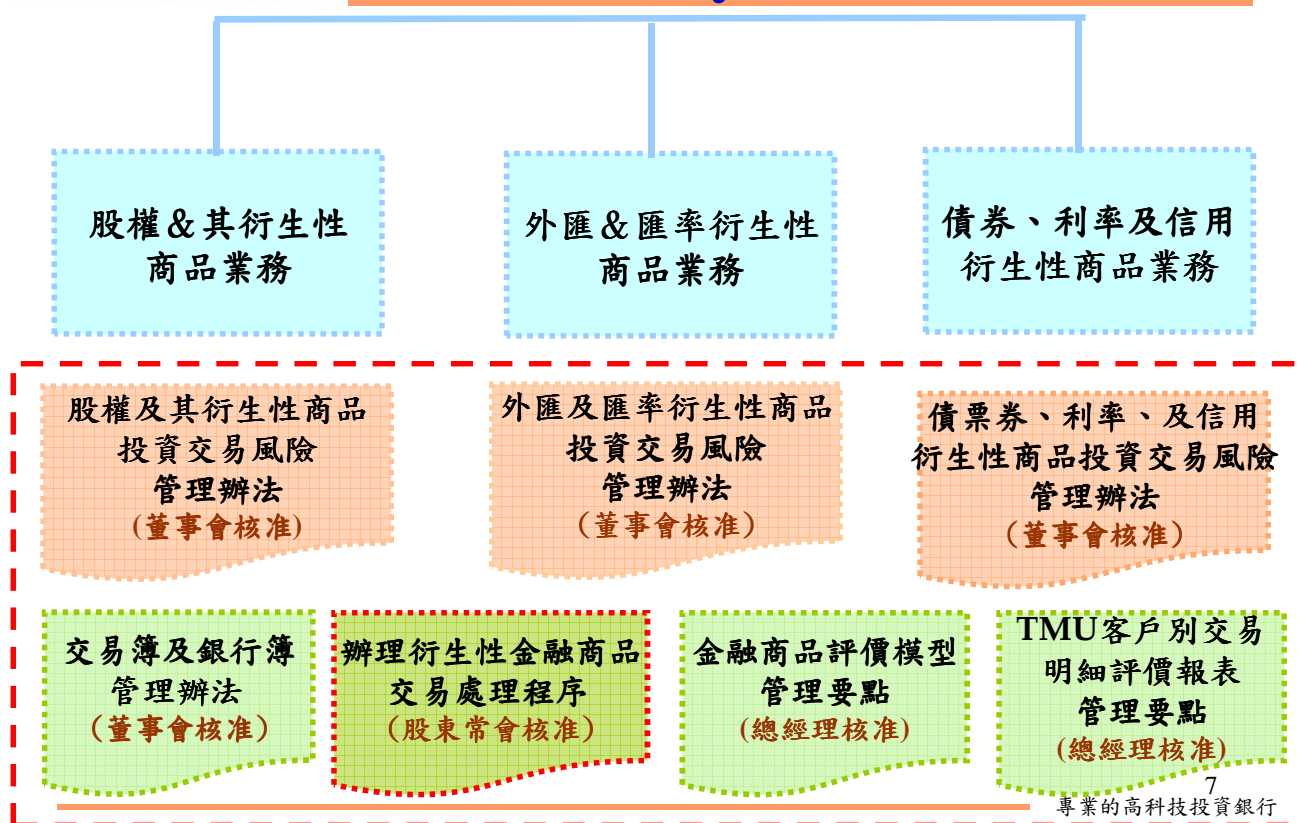 股權＆其衍生性
商品業務
外匯＆匯率衍生性
商品業務
債券、利率及信用
衍生性商品業務
股權及其衍生性商品
投資交易風險
管理辦法
(董事會核准)
外匯及匯率衍生性商品
投資交易風險
管理辦法
（董事會核准）
債票券、利率、及信用
衍生性商品投資交易風險
管理辦法
（董事會核准）
交易簿及銀行簿
管理辦法
（董事會核准）
辦理衍生性金融商品
交易處理程序
（股東常會核准）
金融商品評價模型
管理要點
(總經理核准)
TMU客戶別交易
明細評價報表
管理要點
(總經理核准)
7
專業的高科技投資銀行